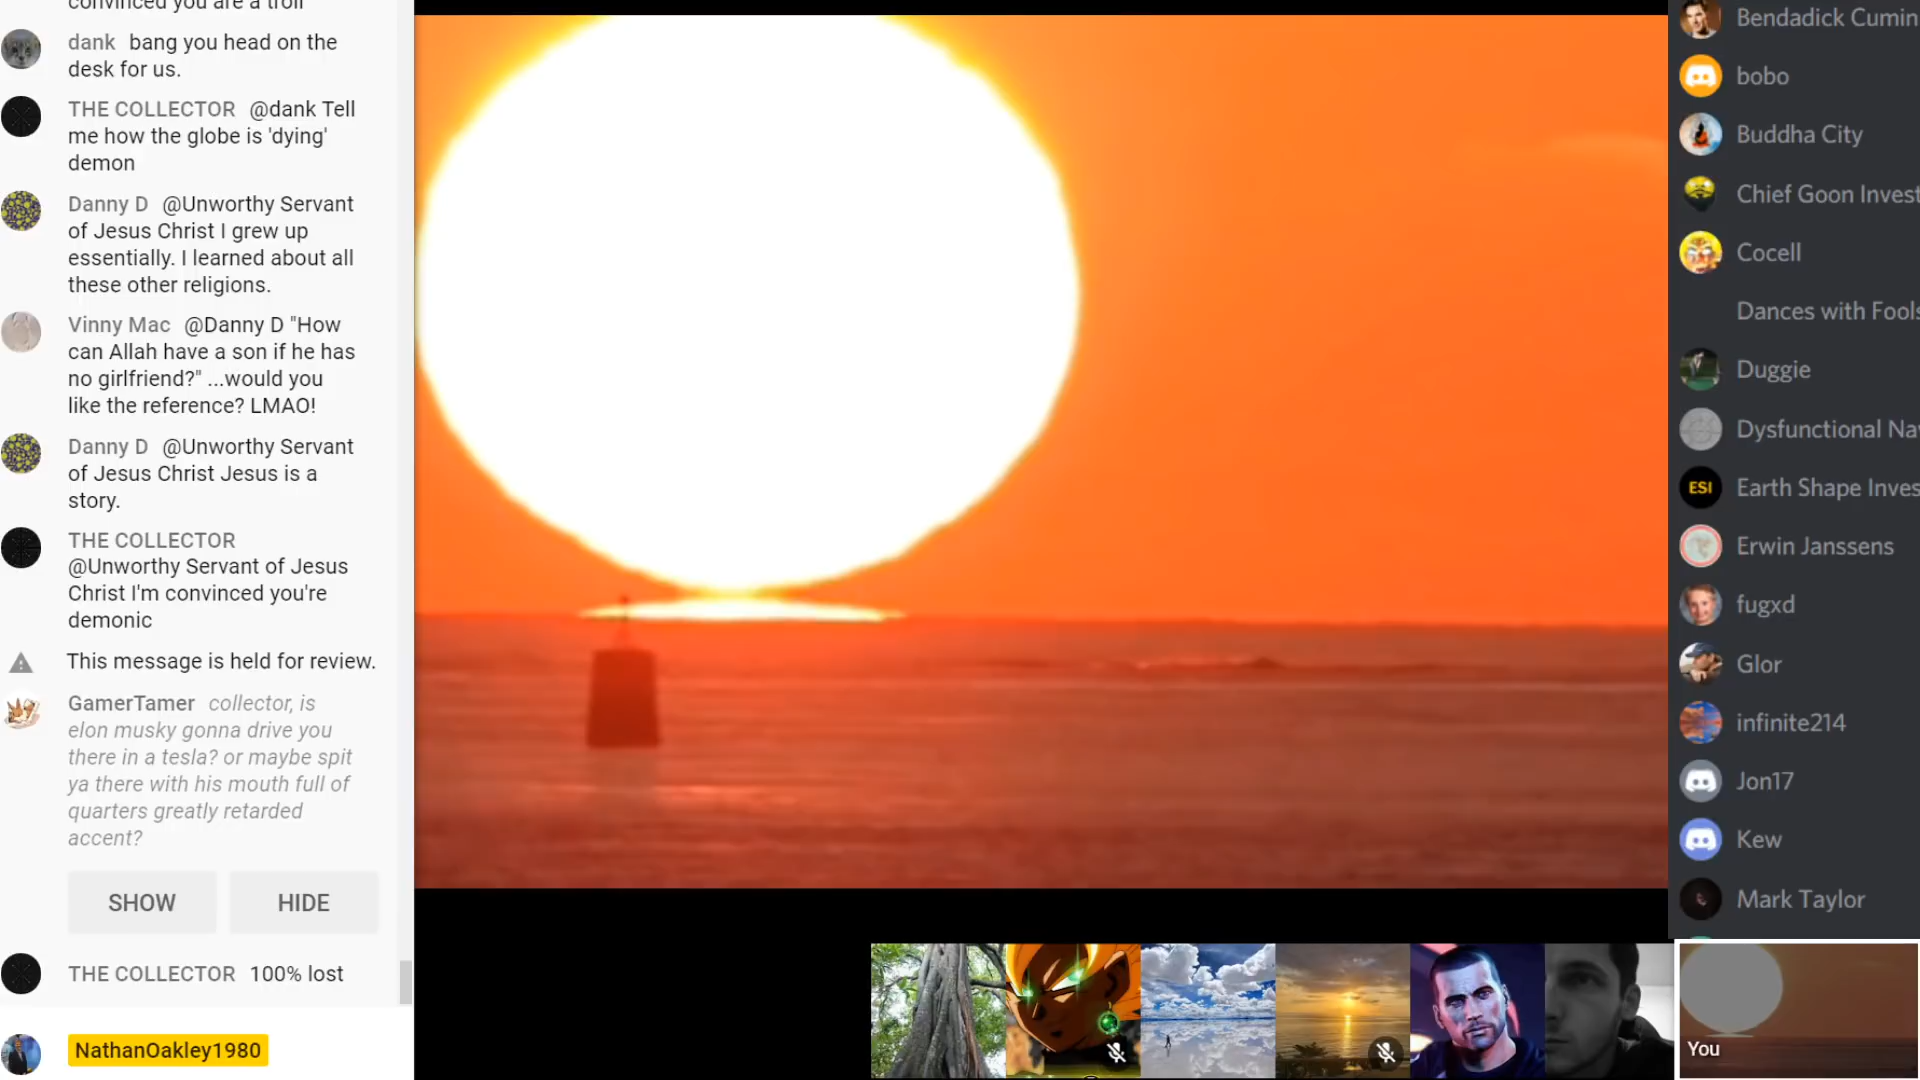 convinced you are a troll
dank bang you head on the
desk for us.
THE COLLECTOR @dank Tell
me how the globe is 'dying'
demon
Danny D @Unworthy Servant
of Jesus Christ I grew up
essentially. I learned about all
these other religions.
Vinny Mac @Danny D "How
can Allah have a son if he has
no girlfriend?" ...would you
like the reference? LMAO!
Danny D @Unworthy Servant
of Jesus Christ Jesus is a
story.
THE COLLECTOR
@Unworthy Servant of Jesus
Christ I'm convinced you're
demonic
This message is held for review.
GamerTamer collector, is
elon musky gonna drive you
there in a tesla? or maybe spit
ya there with his mouth full of
quarters greatly retarded
accent?
SHOW HIDE
THE COLLECTOR 100% lost
NathanOakley1980
Bendadick Cumin
bobo
Buddha City
Chief Goon Invest
Cocell
Dances with Fools
Duggie
Dysfunctional Nav
ESI Earth Shape Inves
Erwin Janssens
fugxd
Glor
infinite214
Jon17
Kew
Mark Taylor
You